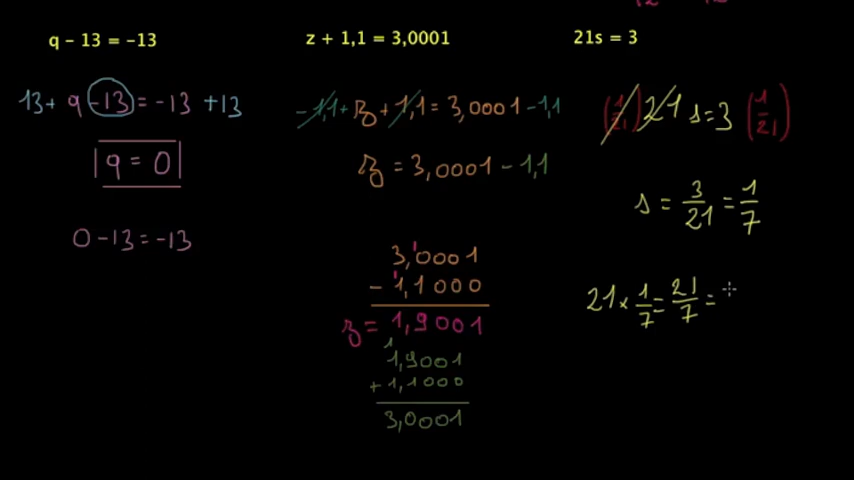 q - 13 = -13
13+ q -13 = -13 +13
q = 0
0 -13 = -13
z + 1,1 = 3,0001
-1,1 + z + 1,1 = 3,0001 -1,1
z = 3,0001 - 1,1
3,0001
- 1,1000
z = 1,9001
1
1,9001
+ 1,1000
3,0001
21s = 3
(1/21) 21 s = 3 (1/21)
s = 3/21 = 1/7
21 × 1/7 = 21/7 =